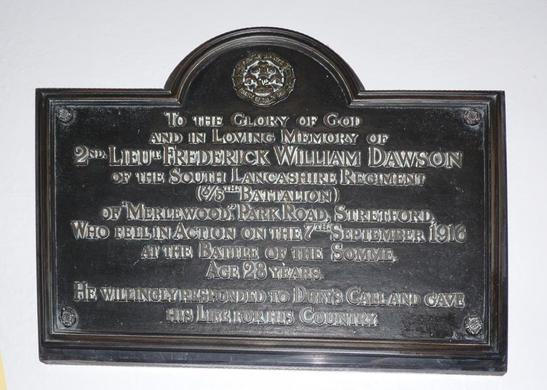 To the Glory of God
and in Loving Memory of
2nd Lieut. Frederick William Dawson
of the South Lancashire Regiment
(2/5th Battalion)
of "Merlewood," Park Road, Stretford,
Who fell in Action on the 7th September 1916
at the Battle of the Somme,
Age 28 years.
He willingly responded to Duty's Call and gave
his Life for his Country.